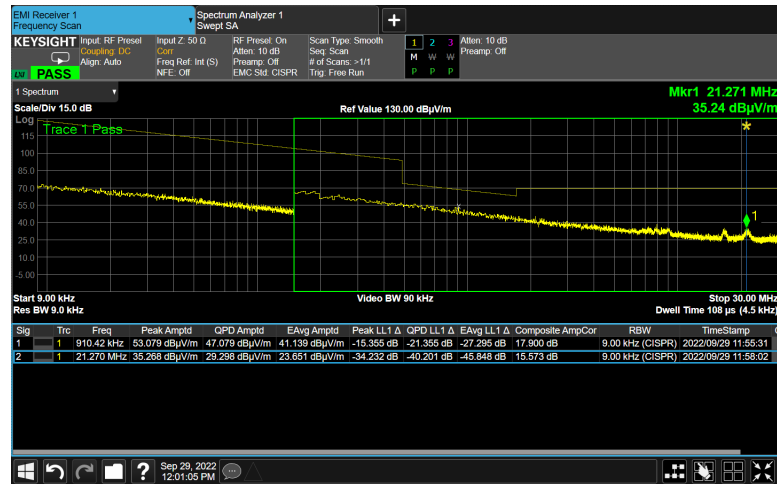 EMI Receiver 1
Frequency Scan
Spectrum Analyzer 1
Swept SA
KEYSIGHT
LXI PASS
Input: RF Presel
Coupling: DC
Align: Auto
Input Z: 50 Ω
Corr
Freq Ref: Int (S)
NFE: Off
RF Presel: On
Atten: 10 dB
Preamp: Off
EMC Std: CISPR
Scan Type: Smooth
Seq: Scan
# of Scans: >1/1
Trig: Free Run
1 2 3
M W W
P P P
Atten: 10 dB
Preamp: Off
1 Spectrum
Mkr1 21.271 MHz
Scale/Div 15.0 dB
Ref Value 130.00 dBµV/m
35.24 dBµV/m
Log
Trace 1 Pass
115
100
85.0
70.0
55.0
40.0
25.0
10.0
-5.00
1
Start 9.00 kHz
Video BW 90 kHz
Stop 30.00 MHz
Res BW 9.0 kHz
Dwell Time 108 µs (4.5 kHz)
Sig Trc Freq Peak Amptd QPD Amptd EAvg Amptd Peak LL1 Δ QPD LL1 Δ EAvg LL1 Δ Composite AmpCor RBW TimeStamp
1 1 910.42 kHz 53.079 dBµV/m 47.079 dBµV/m 41.139 dBµV/m -15.355 dB -21.355 dB -27.295 dB 17.900 dB 9.00 kHz (CISPR) 2022/09/29 11:55:31
2 1 21.270 MHz 35.268 dBµV/m 29.298 dBµV/m 23.651 dBµV/m -34.232 dB -40.201 dB -45.848 dB 15.573 dB 9.00 kHz (CISPR) 2022/09/29 11:58:02
Sep 29, 2022
12:01:05 PM